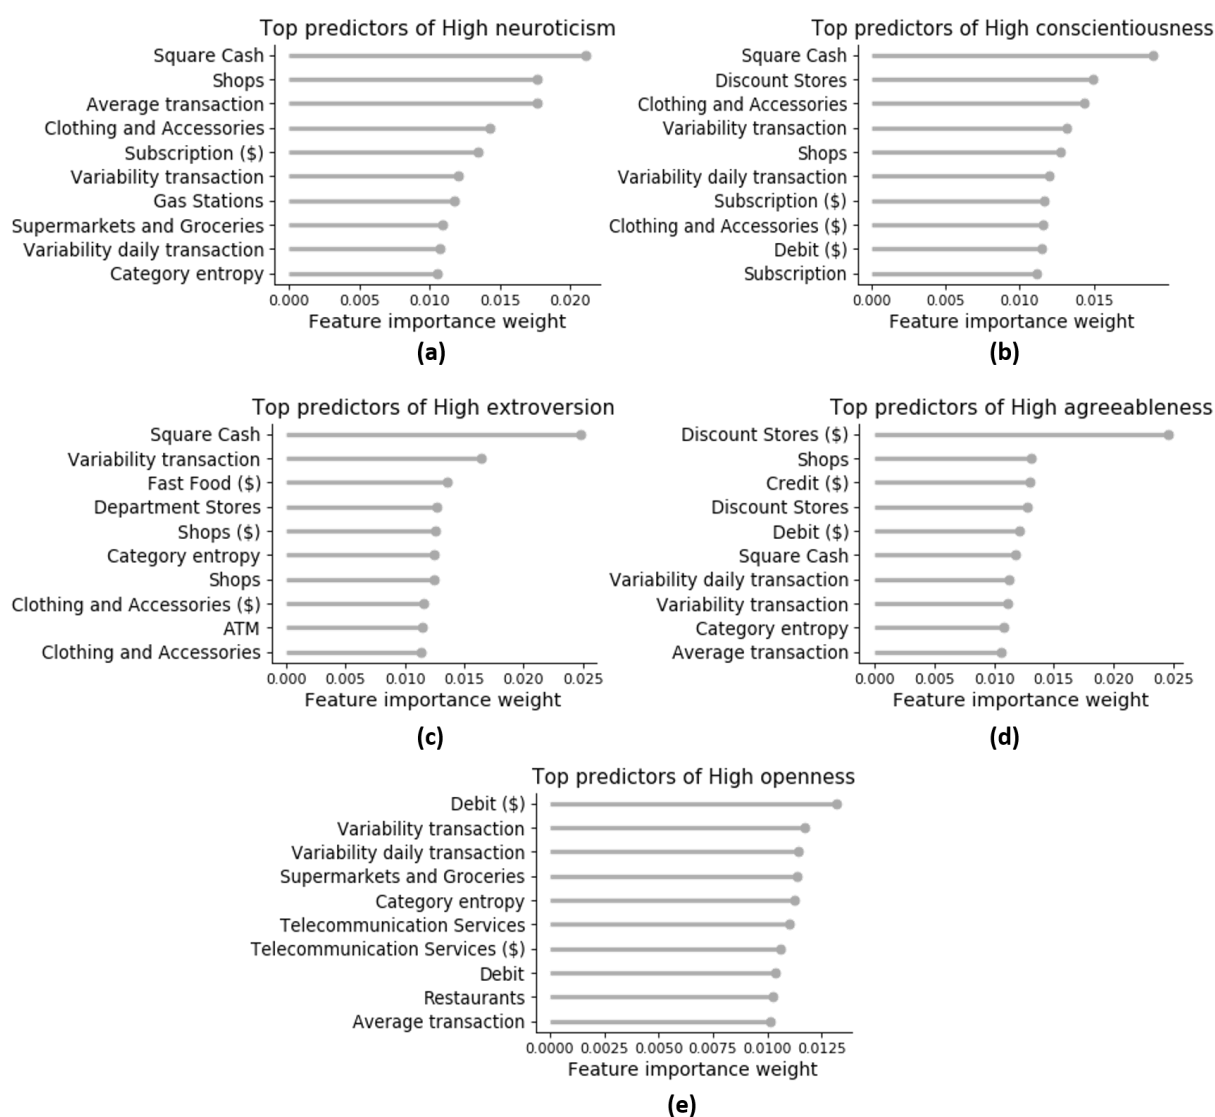 Top predictors of High neuroticism
Square Cash
Shops
Average transaction
Clothing and Accessories
Subscription ($)
Variability transaction
Gas Stations
Supermarkets and Groceries
Variability daily transaction
Category entropy
0.000 0.005 0.010 0.015 0.020
Feature importance weight
(a)
Top predictors of High conscientiousness
Square Cash
Discount Stores
Clothing and Accessories
Variability transaction
Shops
Variability daily transaction
Subscription ($)
Clothing and Accessories ($)
Debit ($)
Subscription
0.000 0.005 0.010 0.015
Feature importance weight
(b)
Top predictors of High extroversion
Square Cash
Variability transaction
Fast Food ($)
Department Stores
Shops ($)
Category entropy
Shops
Clothing and Accessories ($)
ATM
Clothing and Accessories
0.000 0.005 0.010 0.015 0.020 0.025
Feature importance weight
(c)
Top predictors of High agreeableness
Discount Stores ($)
Shops
Credit ($)
Discount Stores
Debit ($)
Square Cash
Variability daily transaction
Variability transaction
Category entropy
Average transaction
0.000 0.005 0.010 0.015 0.020 0.025
Feature importance weight
(d)
Top predictors of High openness
Debit ($)
Variability transaction
Variability daily transaction
Supermarkets and Groceries
Category entropy
Telecommunication Services
Telecommunication Services ($)
Debit
Restaurants
Average transaction
0.0000 0.0025 0.0050 0.0075 0.0100 0.0125
Feature importance weight
(e)